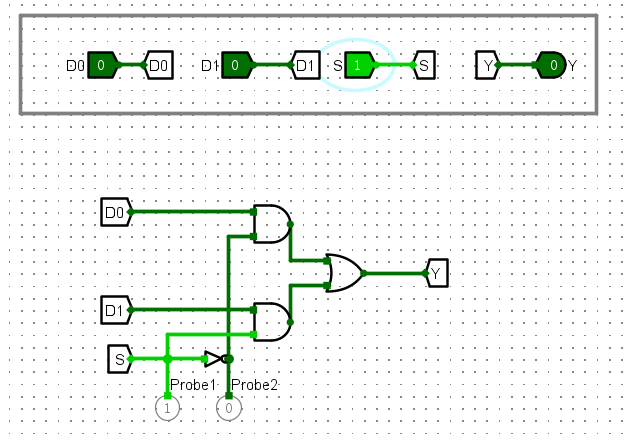 D0 0 D0 D1 0 D1 S 1 S Y 0 Y
D0
D1
Y
S
Probe1 Probe2
1 0